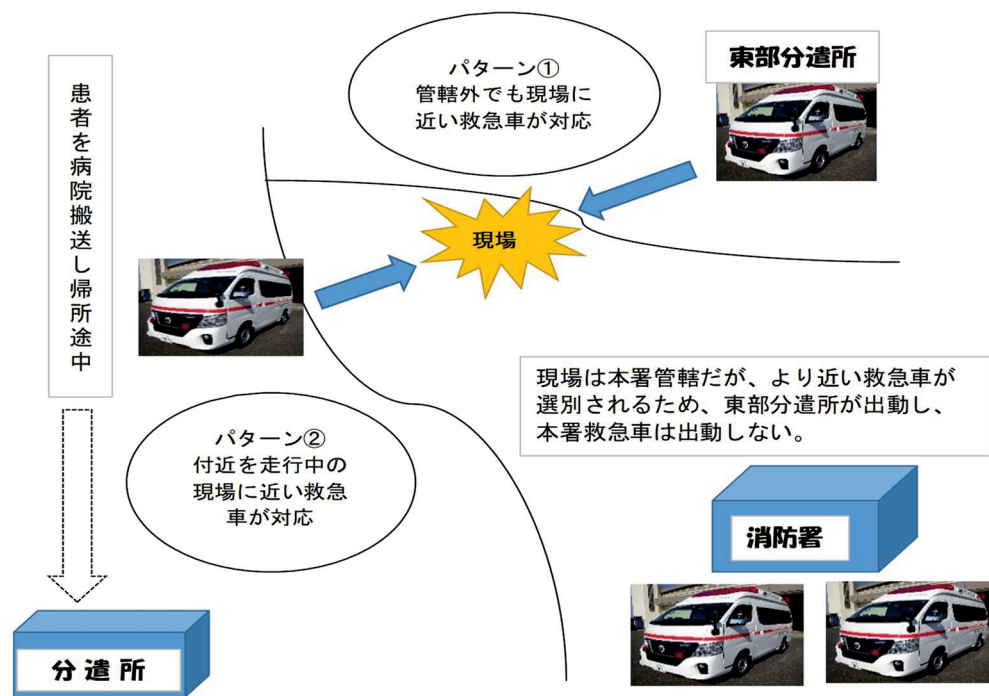 患者を病院搬送し帰所途中
パターン①
管轄外でも現場に
近い救急車が対応
東部分遣所
現場
現場は本署管轄だが、より近い救急車が
選別されるため、東部分遣所が出動し、
本署救急車は出動しない。
パターン②
付近を走行中の
現場に近い救急
車が対応
消防署
分遣所